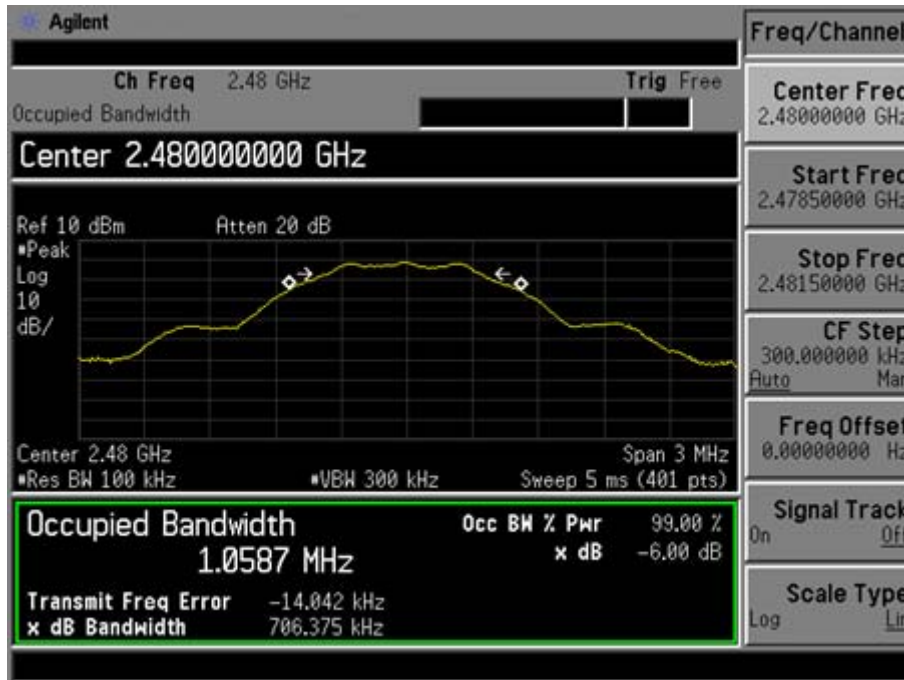 Agilent
Freq/Channel
Ch Freq 2.48 GHz Trig Free
Occupied Bandwidth
Center 2.480000000 GHz
Ref 10 dBm Atten 20 dB
Peak
Log
10
dB/
Center 2.48 GHz Span 3 MHz
Res BW 100 kHz VBW 300 kHz Sweep 5 ms (401 pts)
Occupied Bandwidth Occ BW % Pwr 99.00 %
1.0587 MHz x dB -6.00 dB
Transmit Freq Error -14.042 kHz
x dB Bandwidth 706.375 kHz
Center Freq
2.48000000 GHz
Start Freq
2.47850000 GHz
Stop Freq
2.48150000 GHz
CF Step
300.000000 kHz
Auto Man
Freq Offset
0.00000000 Hz
Signal Track
On Off
Scale Type
Log Lin